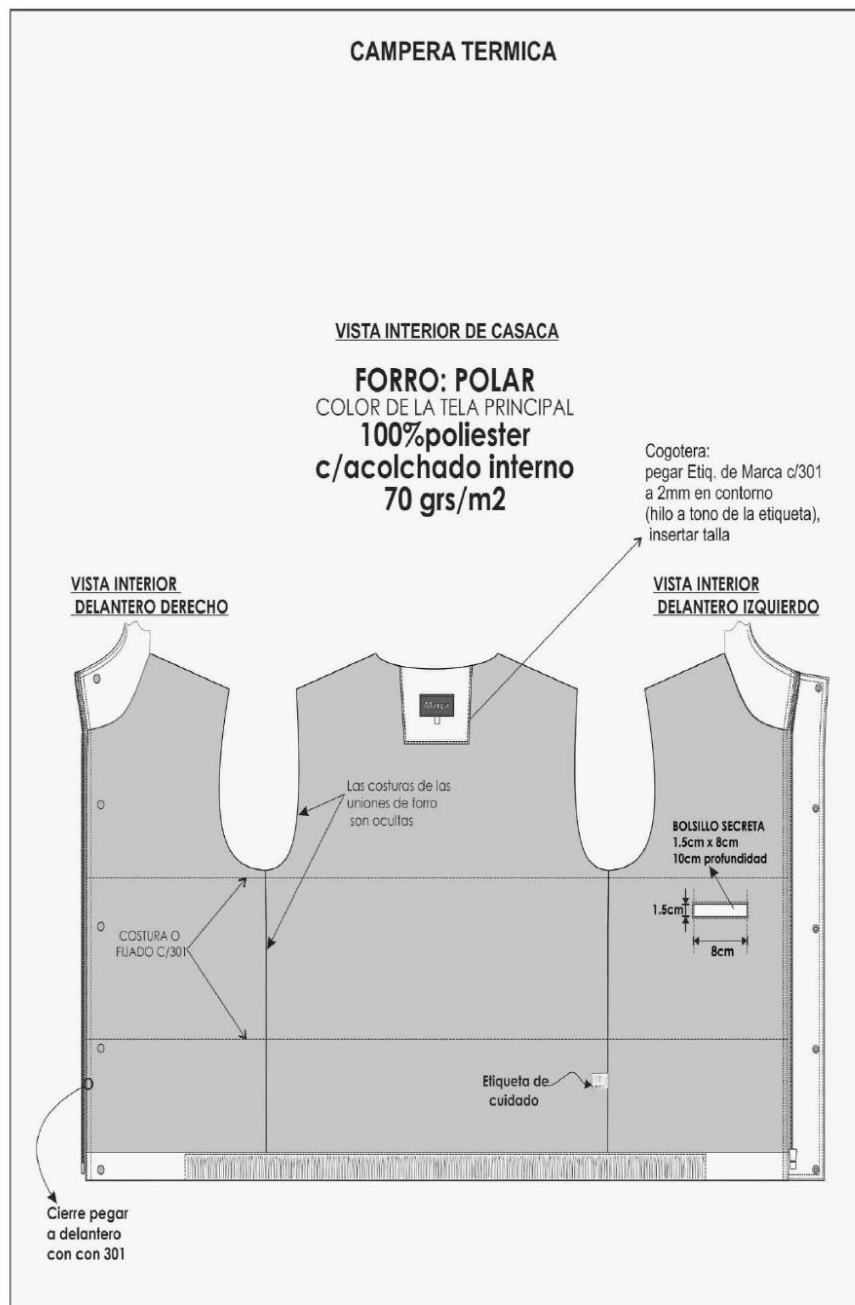 CAMPERA TERMICA
VISTA INTERIOR DE CASACA
FORRO: POLAR
COLOR DE LA TELA PRINCIPAL
100%poliester
c/acolchado interno
70 grs/m2
Cogotera:
pegar Etiq. de Marca c/301
a 2mm en contorno
(hilo a tono de la etiqueta),
insertar talla
VISTA INTERIOR
DELANTERO DERECHO
VISTA INTERIOR
DELANTERO IZQUIERDO
Marca
Las costuras de las
uniones de forro
son ocultas
BOLSILLO SECRETA
1.5cm x 8cm
10cm profundidad
1.5cm
8cm
COSTURA O
FIJADO C/301
Etiqueta de
cuidado
Cierre pegar
a delantero
con con 301